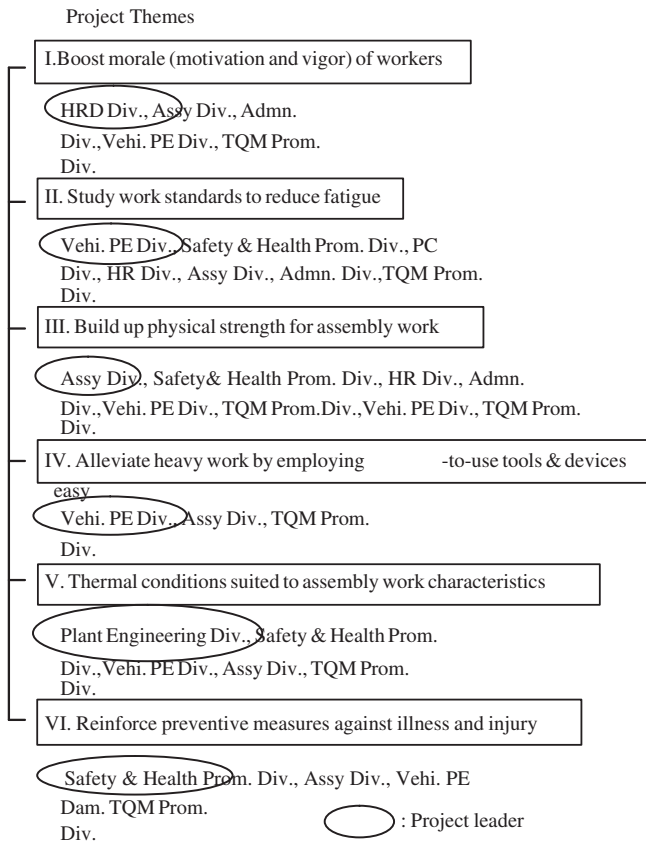 Project Themes
I.Boost morale (motivation and vigor) of workers
HRD Div., Assy Div., Admn.
Div.,Vehi. PE Div., TQM Prom.
Div.
II. Study work standards to reduce fatigue
Vehi. PE Div., Safety & Health Prom. Div., PC
Div., HR Div., Assy Div., Admn. Div.,TQM Prom.
Div.
III. Build up physical strength for assembly work
Assy Div., Safety& Health Prom. Div., HR Div., Admn.
Div.,Vehi. PE Div., TQM Prom.Div.,Vehi. PE Div., TQM Prom.
Div.
IV. Alleviate heavy work by employing -to-use tools & devices
easy
Vehi. PE Div., Assy Div., TQM Prom.
Div.
V. Thermal conditions suited to assembly work characteristics
Plant Engineering Div., Safety & Health Prom.
Div.,Vehi. PE Div., Assy Div., TQM Prom.
Div.
VI. Reinforce preventive measures against illness and injury
Safety & Health Prom. Div., Assy Div., Vehi. PE
Dam. TQM Prom.
Div.
: Project leader